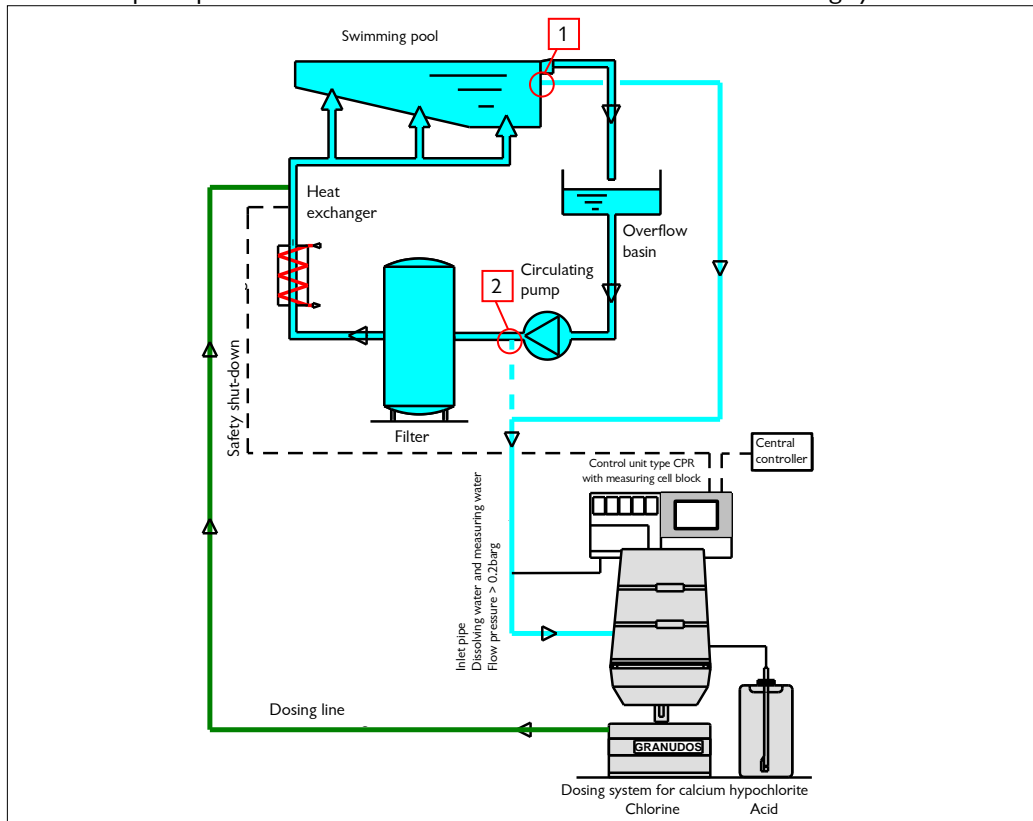 1
Swimming pool
Heat
exchanger
Overflow
basin
Circulating
pump
2
Safety shut-down
Filter
Central
controller
Control unit type CPR
with measuring cell block
Inlet pipe
Dissolving water and measuring water
Flow pressure > 0.2barg
Dosing line
GRANUDOS
Dosing system for calcium hypochlorite
Chlorine Acid